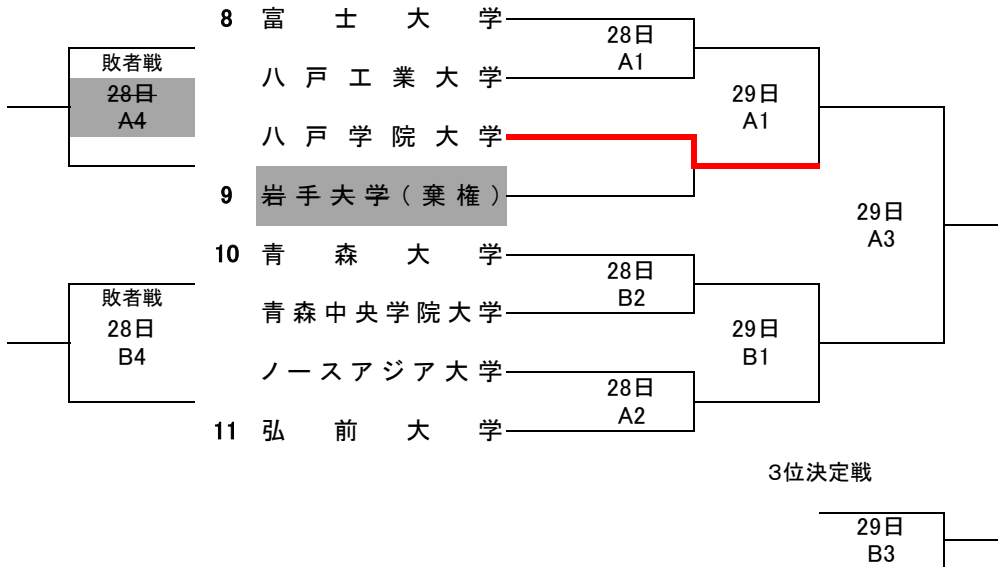 8 富士大学
28日
A1
八戸工業大学
敗者戦
28日
A4
29日
A1
八戸学院大学
9 岩手大学(棄権)
29日
A3
10 青森大学
28日
B2
青森中央学院大学
敗者戦
28日
B4
29日
B1
ノースアジア大学
28日
A2
11 弘前大学
3位決定戦
29日
B3